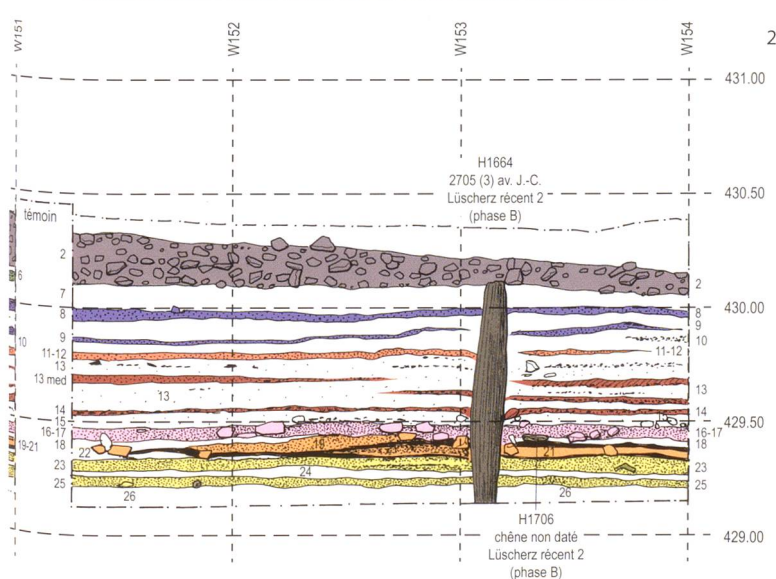 W151
W152
W153
W154
2
431.00
H1664
2705 (3) av. J.-C.
Lüscherz récent 2
(phase B)
430.50
témoin
2
6
7
2
430.00
8
8
9
9
10
10
11-12
11-12
13
13 med
13
13
14
14
15
429.50
16-17
16-17
19-21
18
18
22
23
23
24
25
25
26
26
H1706
chêne non daté
Lüscherz récent 2
(phase B)
429.00